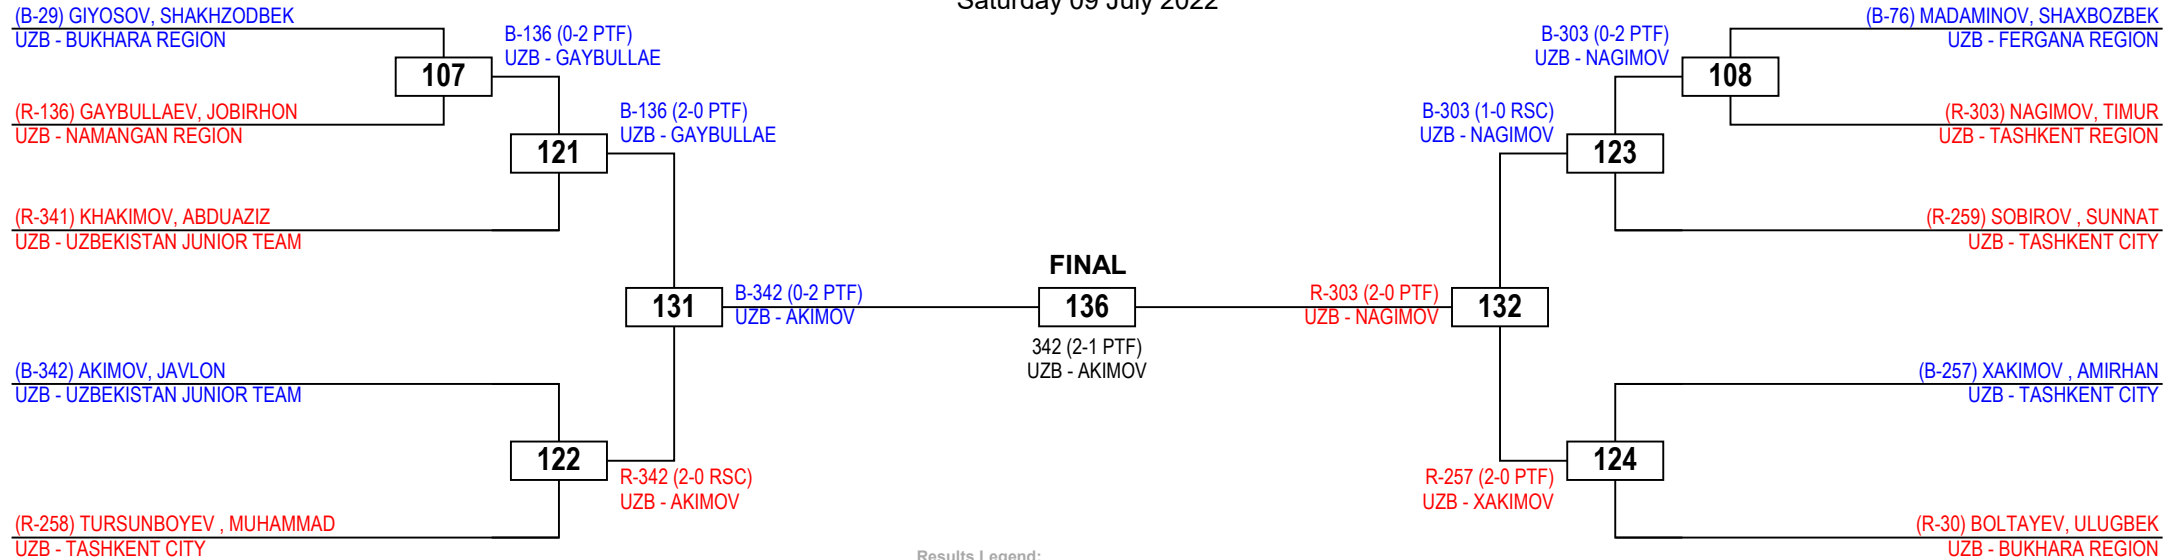 Saturday 09 July 2022
(B-29) GIYOSOV, SHAKHZODBEK
UZB - BUKHARA REGION
107
(R-136) GAYBULLAEV, JOBIRHON
UZB - NAMANGAN REGION
B-136 (0-2 PTF)
UZB - GAYBULLAE
121
(R-341) KHAKIMOV, ABDUAZIZ
UZB - UZBEKISTAN JUNIOR TEAM
B-136 (2-0 PTF)
UZB - GAYBULLAE
131
(B-342) AKIMOV, JAVLON
UZB - UZBEKISTAN JUNIOR TEAM
122
(R-258) TURSUNBOYEV , MUHAMMAD
UZB - TASHKENT CITY
R-342 (2-0 RSC)
UZB - AKIMOV
B-342 (0-2 PTF)
UZB - AKIMOV
FINAL
136
342 (2-1 PTF)
UZB - AKIMOV
R-303 (2-0 PTF)
UZB - NAGIMOV
132
B-303 (1-0 RSC)
UZB - NAGIMOV
123
B-303 (0-2 PTF)
UZB - NAGIMOV
108
(B-76) MADAMINOV, SHAXBOZBEK
UZB - FERGANA REGION
(R-303) NAGIMOV, TIMUR
UZB - TASHKENT REGION
(R-259) SOBIROV , SUNNAT
UZB - TASHKENT CITY
R-257 (2-0 PTF)
UZB - XAKIMOV
124
(B-257) XAKIMOV , AMIRHAN
UZB - TASHKENT CITY
(R-30) BOLTAYEV, ULUGBEK
UZB - BUKHARA REGION
Results Legend: